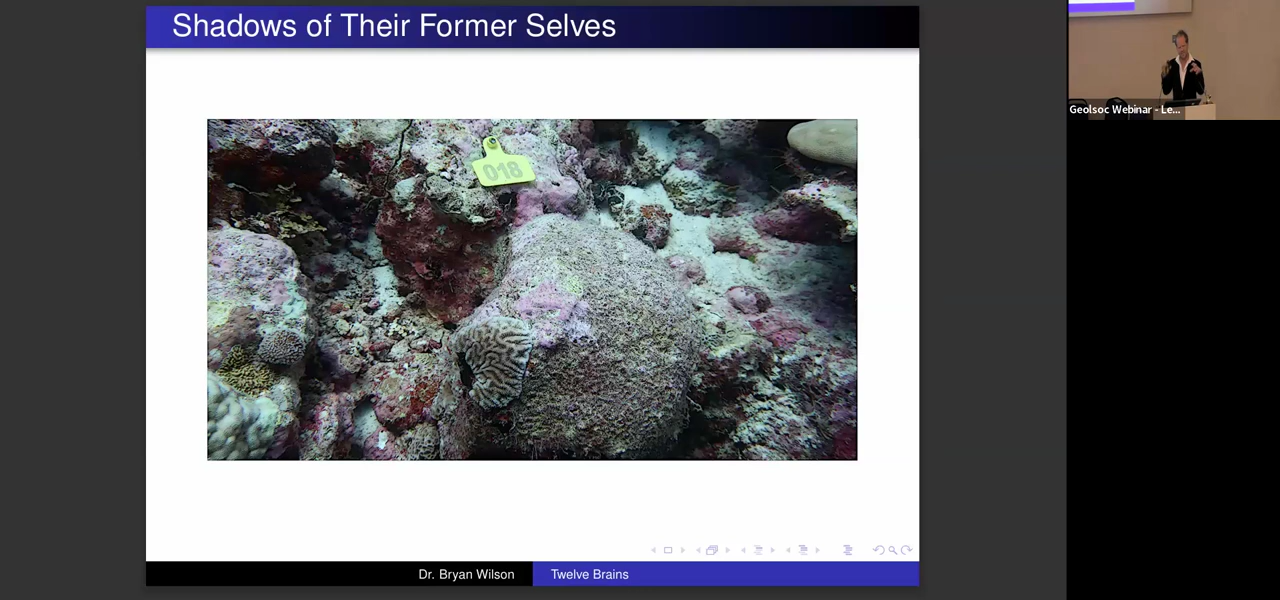 Shadows of Their Former Selves
018
Geolsoc Webinar - Le...
Dr. Bryan Wilson
Twelve Brains